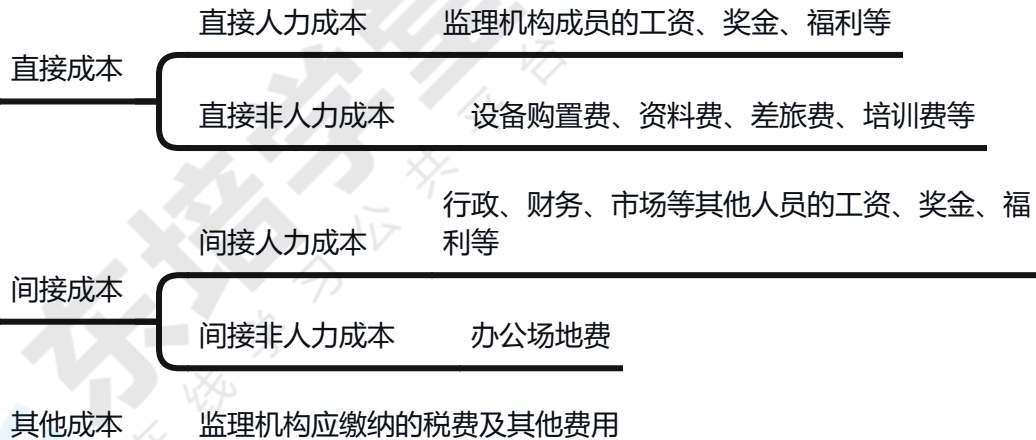 直接人力成本 监理机构成员的工资、奖金、福利等
直接成本
直接非人力成本 设备购置费、资料费、差旅费、培训费等
行政、财务、市场等其他人员的工资、奖金、福
间接人力成本 利等
间接成本
间接非人力成本 办公场地费
其他成本 监理机构应缴纳的税费及其他费用